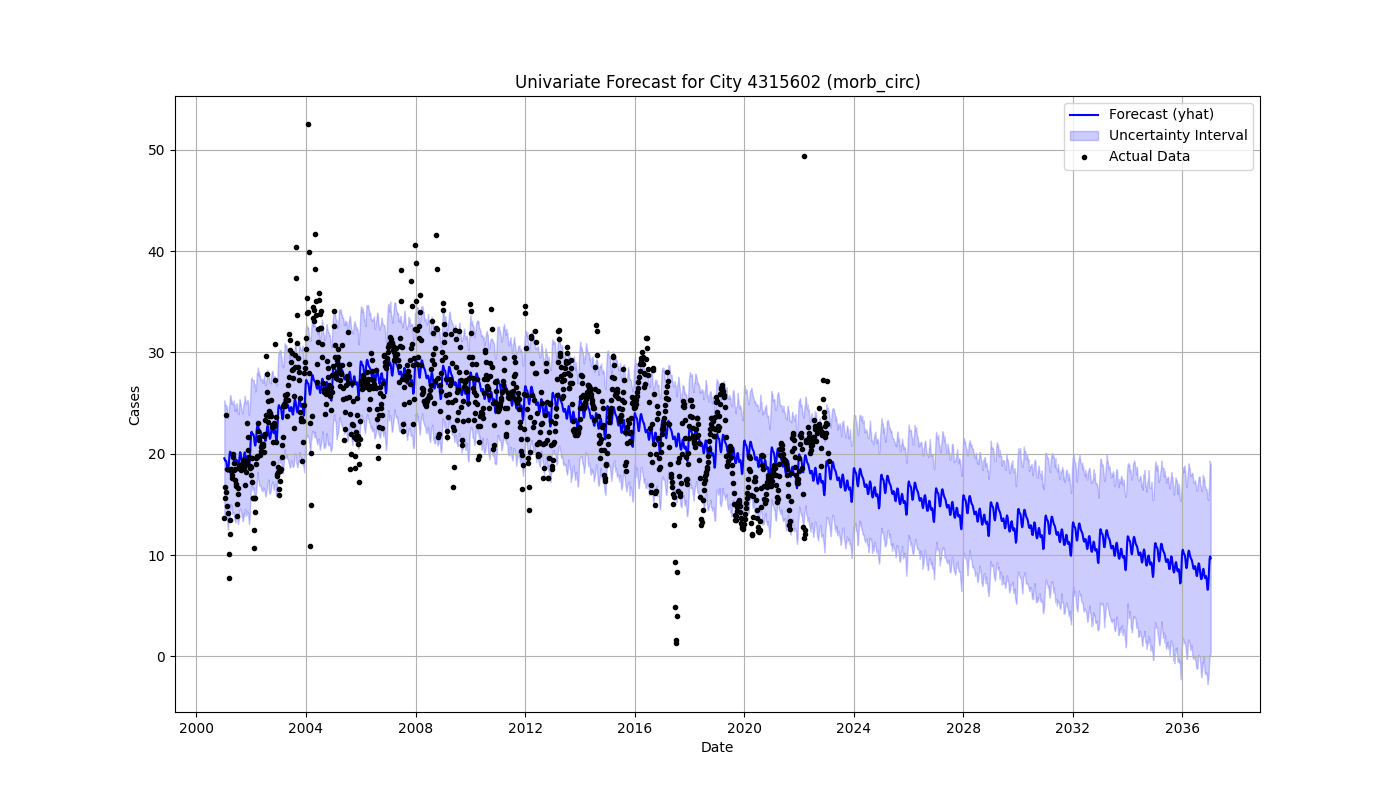 Univariate Forecast for City 4315602 (morb_circ)
Forecast (yhat)
Uncertainty Interval
Actual Data
Cases
50
40
30
20
10
0
2000 2004 2008 2012 2016 2020 2024 2028 2032 2036
Date